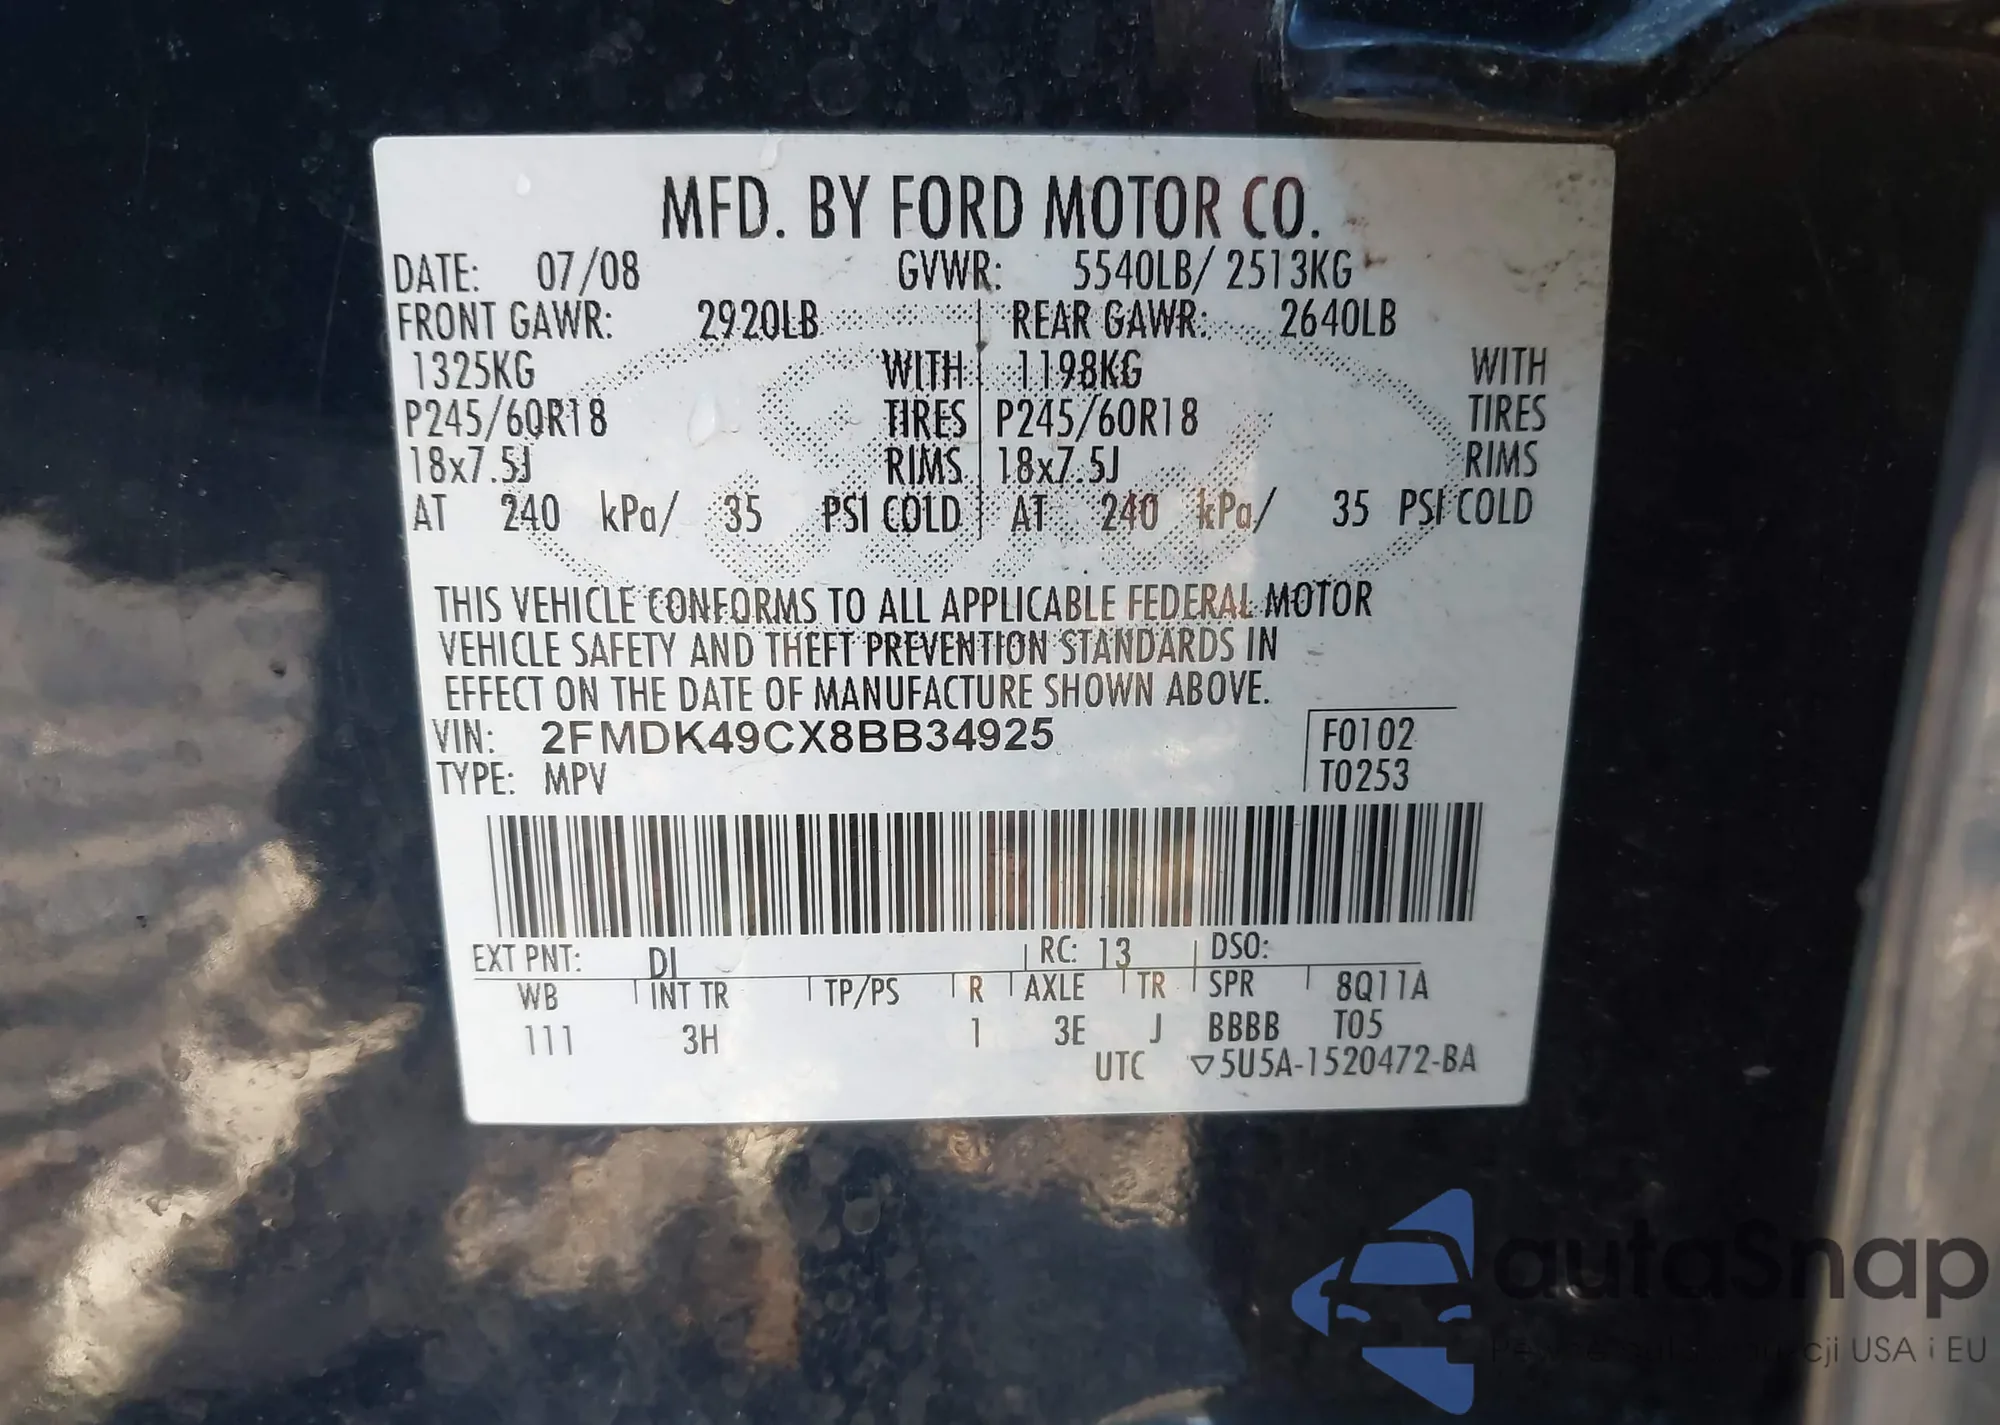 MFD. BY FORD MOTOR CO.
DATE: 07/08 GVWR: 5540LB/ 2513KG
FRONT GAWR: 2920LB REAR GAWR: 2640LB
1325KG WITH 1198KG WITH
P245/60R18 TIRES P245/60R18 TIRES
18x7.5J RIMS 18x7.5J RIMS
AT 240 kPa/ 35 PSI COLD AT 240 kPa/ 35 PSI COLD
THIS VEHICLE CONFORMS TO ALL APPLICABLE FEDERAL MOTOR
VEHICLE SAFETY AND THEFT PREVENTION STANDARDS IN
EFFECT ON THE DATE OF MANUFACTURE SHOWN ABOVE.
VIN: 2FMDK49CX8BB34925 F0102
TYPE: MPV T0253
EXT PNT: DI RC: 13 DSO:
WB INT TR TP/PS R AXLE TR SPR 8Q11A
111 3H 1 3E J BBBB T05
UTC ▽5U5A-1520472-BA
autaSnap
USA i EU